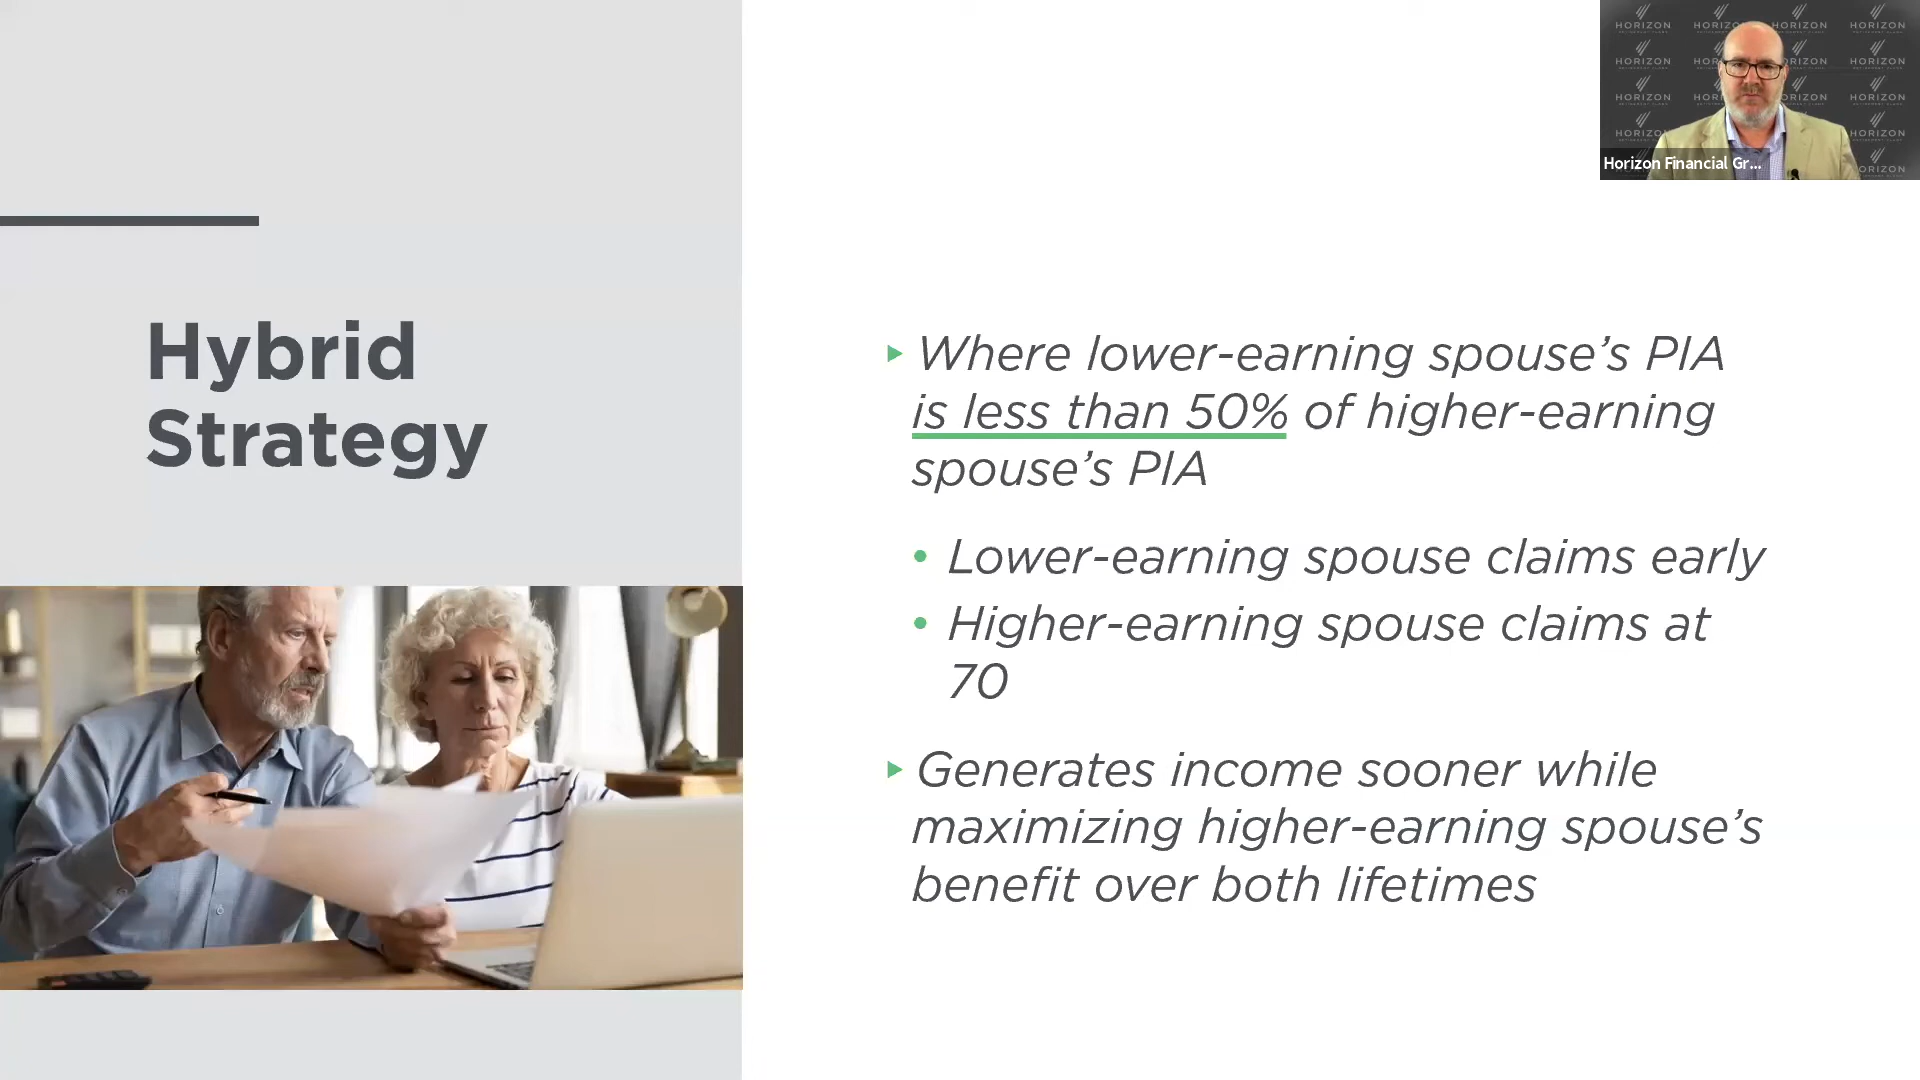 Hybrid
Strategy
Where lower-earning spouse’s PIA
is less than 50% of higher-earning
spouse’s PIA
Lower-earning spouse claims early
Higher-earning spouse claims at
70
Generates income sooner while
maximizing higher-earning spouse’s
benefit over both lifetimes
HORIZON
Horizon Financial Gr...